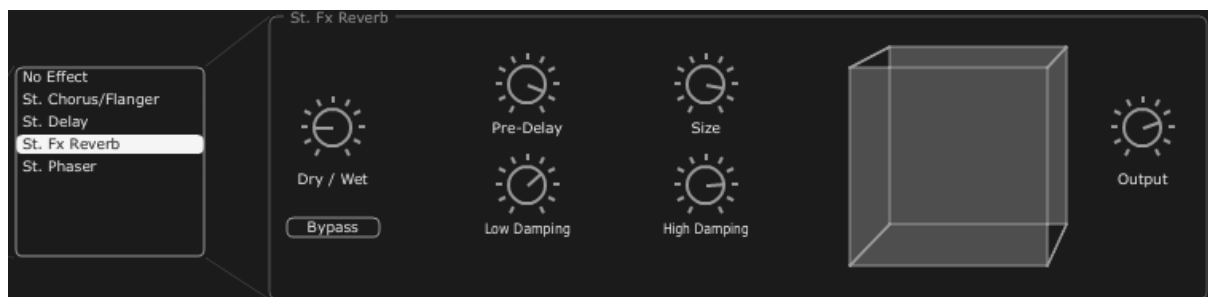 St. Fx Reverb
No Effect
St. Chorus/Flanger
St. Delay
St. Fx Reverb
St. Phaser
Dry / Wet
Bypass
Pre-Delay
Size
Low Damping
High Damping
Output